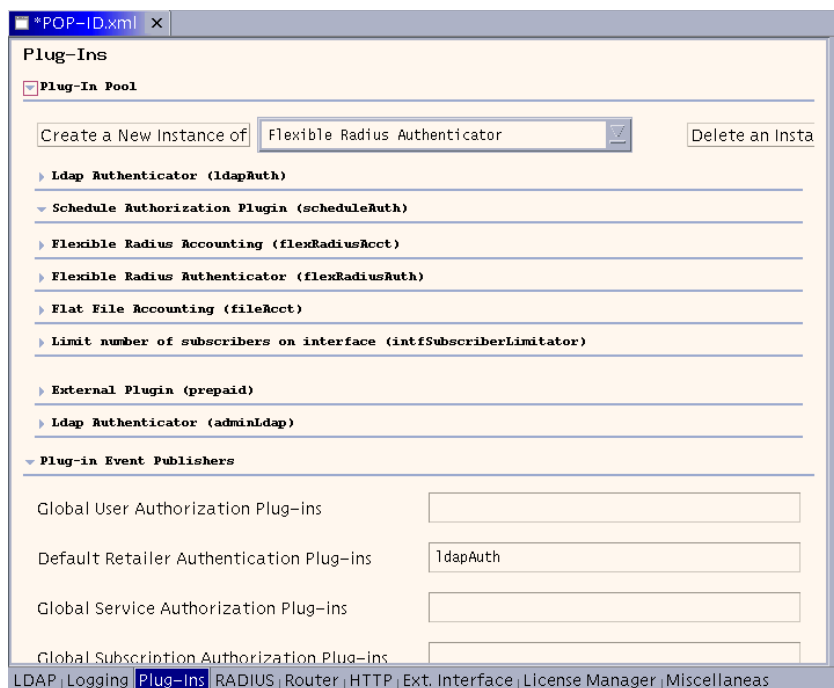 *POP-ID.xml
Plug-Ins
Plug-In Pool
Create a New Instance of Flexible Radius Authenticator Delete an Insta
Ldap Authenticator (ldapAuth)
Schedule Authorization Plugin (scheduleAuth)
Flexible Radius Accounting (flexRadiusAcct)
Flexible Radius Authenticator (flexRadiusAuth)
Flat File Accounting (fileAcct)
Limit number of subscribers on interface (intfSubscriberLimitator)
External Plugin (prepaid)
Ldap Authenticator (adminLdap)
Plug-in Event Publishers
Global User Authorization Plug-ins
Default Retailer Authentication Plug-ins ldapAuth
Global Service Authorization Plug-ins
Global Subscription Authorization Plug-ins
LDAP Logging Plug-Ins RADIUS Router HTTP Ext. Interface License Manager Miscellaneas